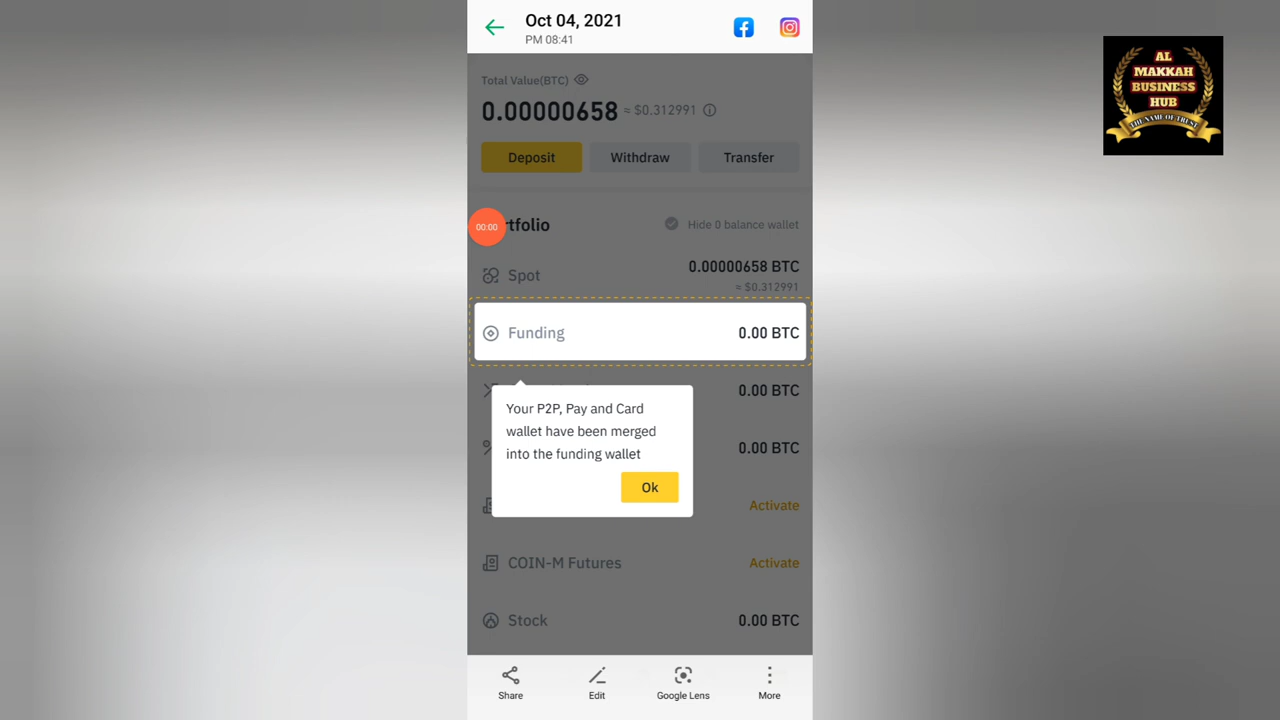 Oct 04, 2021
PM 08:41
AL
MAKKAH
BUSINESS
HUB
THE NAME OF TRUST
Total Value(BTC)
0.00000658 ≈ $0.312991
Deposit Withdraw Transfer
00:00 rtfolio Hide 0 balance wallet
Spot 0.00000658 BTC
≈ $0.312991
Funding 0.00 BTC
0.00 BTC
Your P2P, Pay and Card
wallet have been merged
into the funding wallet
Ok
0.00 BTC
Activate
COIN-M Futures Activate
Stock 0.00 BTC
Share Edit Google Lens More